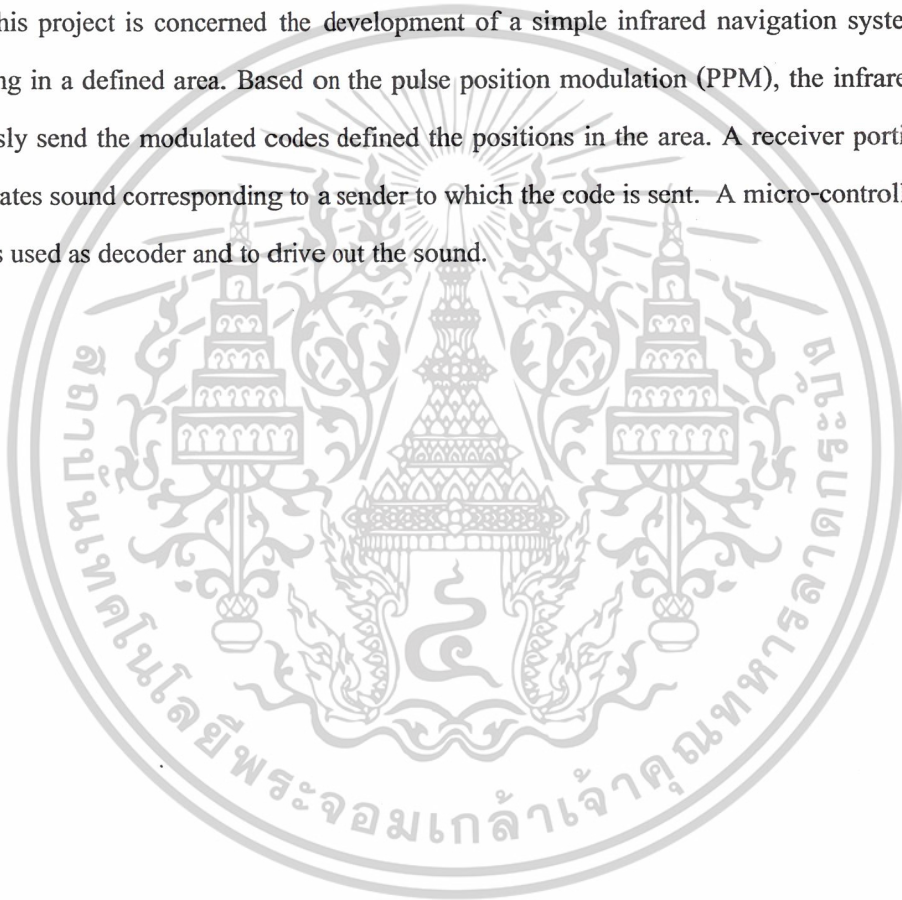 his project is concerned the development of a simple infrared navigation syste
ng in a defined area. Based on the pulse position modulation (PPM), the infrare
sly send the modulated codes defined the positions in the area. A receiver porti
ates sound corresponding to a sender to which the code is sent. A micro-controll
s used as decoder and to drive out the sound.
สถาบันเทคโนโลยีพระจอมเกล้าเจ้าคุณทหารลาดกระบัง
๔